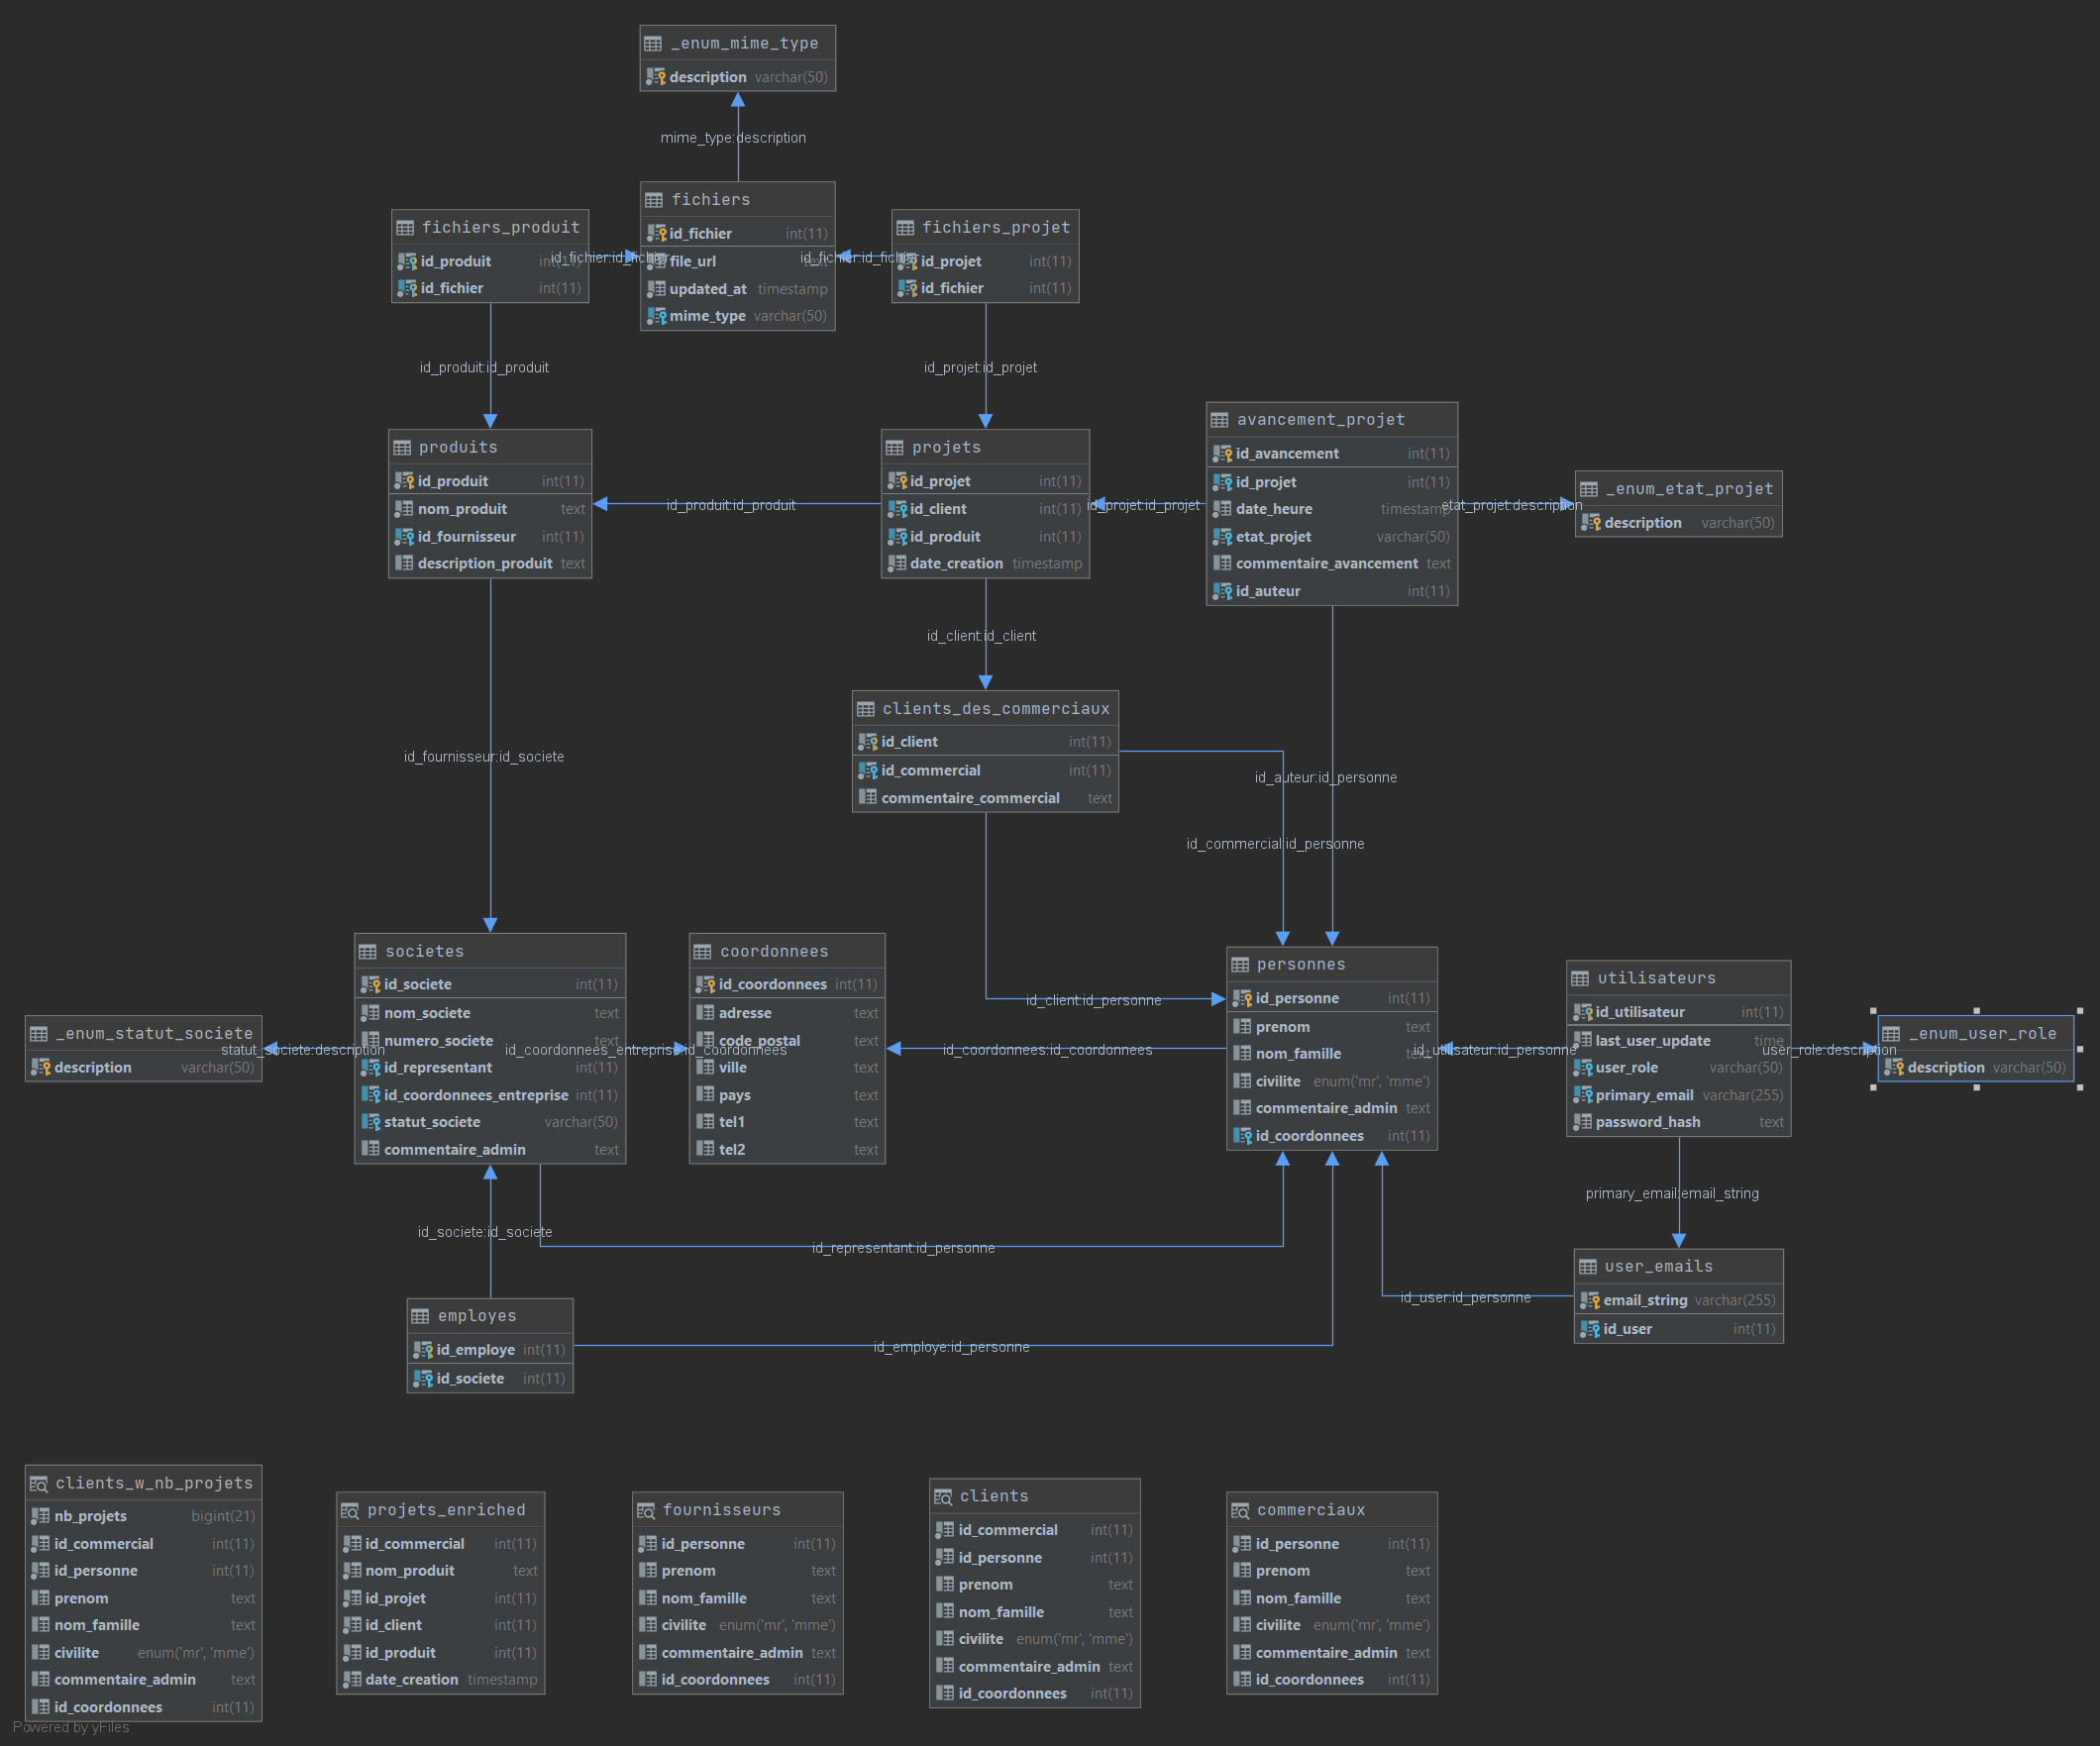 _enum_mime_type
description varchar(50)
mime_type:description
fichiers
id_fichier int(11)
file_url text
updated_at timestamp
mime_type varchar(50)
fichiers_produit
id_produit int(11)
id_fichier int(11)
id_fichier:id_fichier
fichiers_projet
id_projet int(11)
id_fichier int(11)
id_fichier:id_fichier
id_produit:id_produit
id_projet:id_projet
produits
id_produit int(11)
nom_produit text
id_fournisseur int(11)
description_produit text
id_produit:id_produit
projets
id_projet int(11)
id_client int(11)
id_produit int(11)
date_creation timestamp
id_projet:id_projet
avancement_projet
id_avancement int(11)
id_projet int(11)
date_heure timestamp
etat_projet varchar(50)
commentaire_avancement text
id_auteur int(11)
etat_projet:description
_enum_etat_projet
description varchar(50)
id_client:id_client
clients_des_commerciaux
id_client int(11)
id_commercial int(11)
commentaire_commercial text
id_fournisseur:id_societe
id_auteur:id_personne
id_commercial:id_personne
id_client:id_personne
societes
id_societe int(11)
nom_societe text
numero_societe text
id_representant int(11)
id_coordonnees_entreprise int(11)
statut_societe varchar(50)
commentaire_admin text
_enum_statut_societe
description varchar(50)
statut_societe:description
id_coordonnees_entreprise:id_coordonnees
coordonnees
id_coordonnees int(11)
adresse text
code_postal text
ville text
pays text
tel1 text
tel2 text
id_coordonnees:id_coordonnees
personnes
id_personne int(11)
prenom text
nom_famille text
civilite enum('mr', 'mme')
commentaire_admin text
id_coordonnees int(11)
id_utilisateur:id_personne
utilisateurs
id_utilisateur int(11)
last_user_update time
user_role varchar(50)
primary_email varchar(255)
password_hash text
user_role:description
_enum_user_role
description varchar(50)
primary_email:email_string
user_emails
email_string varchar(255)
id_user int(11)
id_user:id_personne
id_societe:id_societe
id_representant:id_personne
employes
id_employe int(11)
id_societe int(11)
id_employe:id_personne
clients_w_nb_projets
nb_projets bigint(21)
id_commercial int(11)
id_personne int(11)
prenom text
nom_famille text
civilite enum('mr', 'mme')
commentaire_admin text
id_coordonnees int(11)
projets_enriched
id_commercial int(11)
nom_produit text
id_projet int(11)
id_client int(11)
id_produit int(11)
date_creation timestamp
fournisseurs
id_personne int(11)
prenom text
nom_famille text
civilite enum('mr', 'mme')
commentaire_admin text
id_coordonnees int(11)
clients
id_commercial int(11)
id_personne int(11)
prenom text
nom_famille text
civilite enum('mr', 'mme')
commentaire_admin text
id_coordonnees int(11)
commerciaux
id_personne int(11)
prenom text
nom_famille text
civilite enum('mr', 'mme')
commentaire_admin text
id_coordonnees int(11)
Powered by yFiles